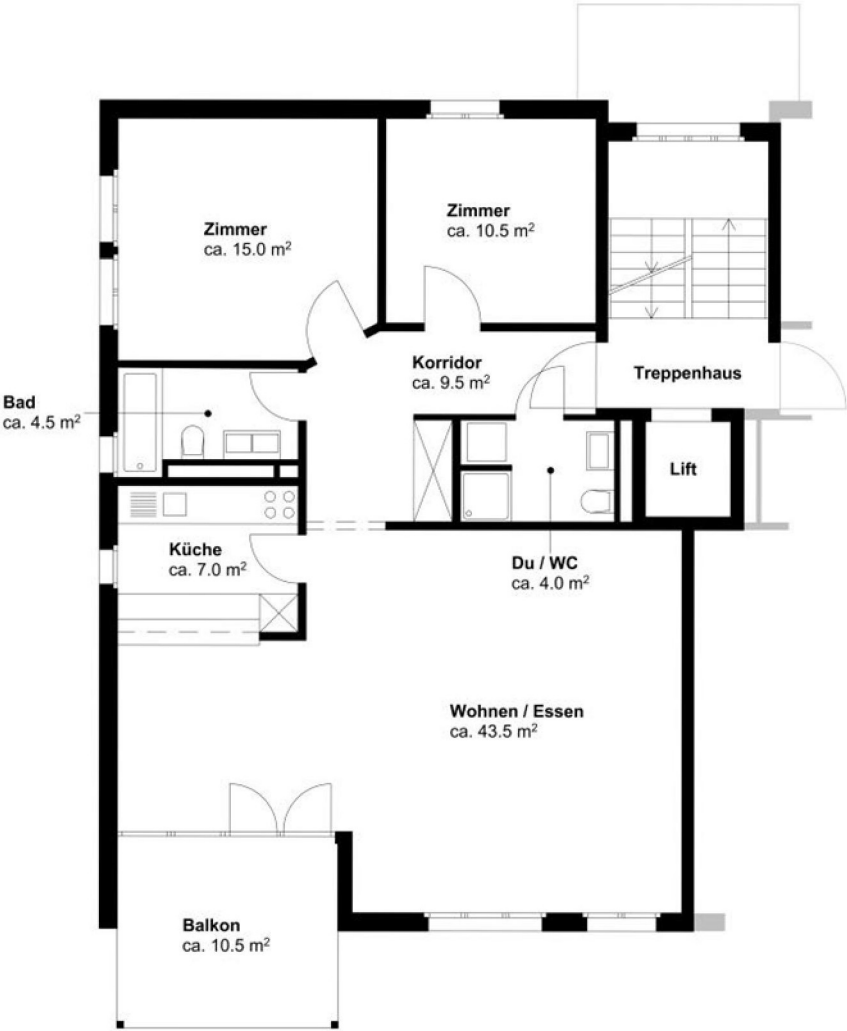 Zimmer
ca. 15.0 m²
Zimmer
ca. 10.5 m²
Korridor
ca. 9.5 m²
Treppenhaus
Bad
ca. 4.5 m²
Lift
Küche
ca. 7.0 m²
Du / WC
ca. 4.0 m²
Wohnen / Essen
ca. 43.5 m²
Balkon
ca. 10.5 m²